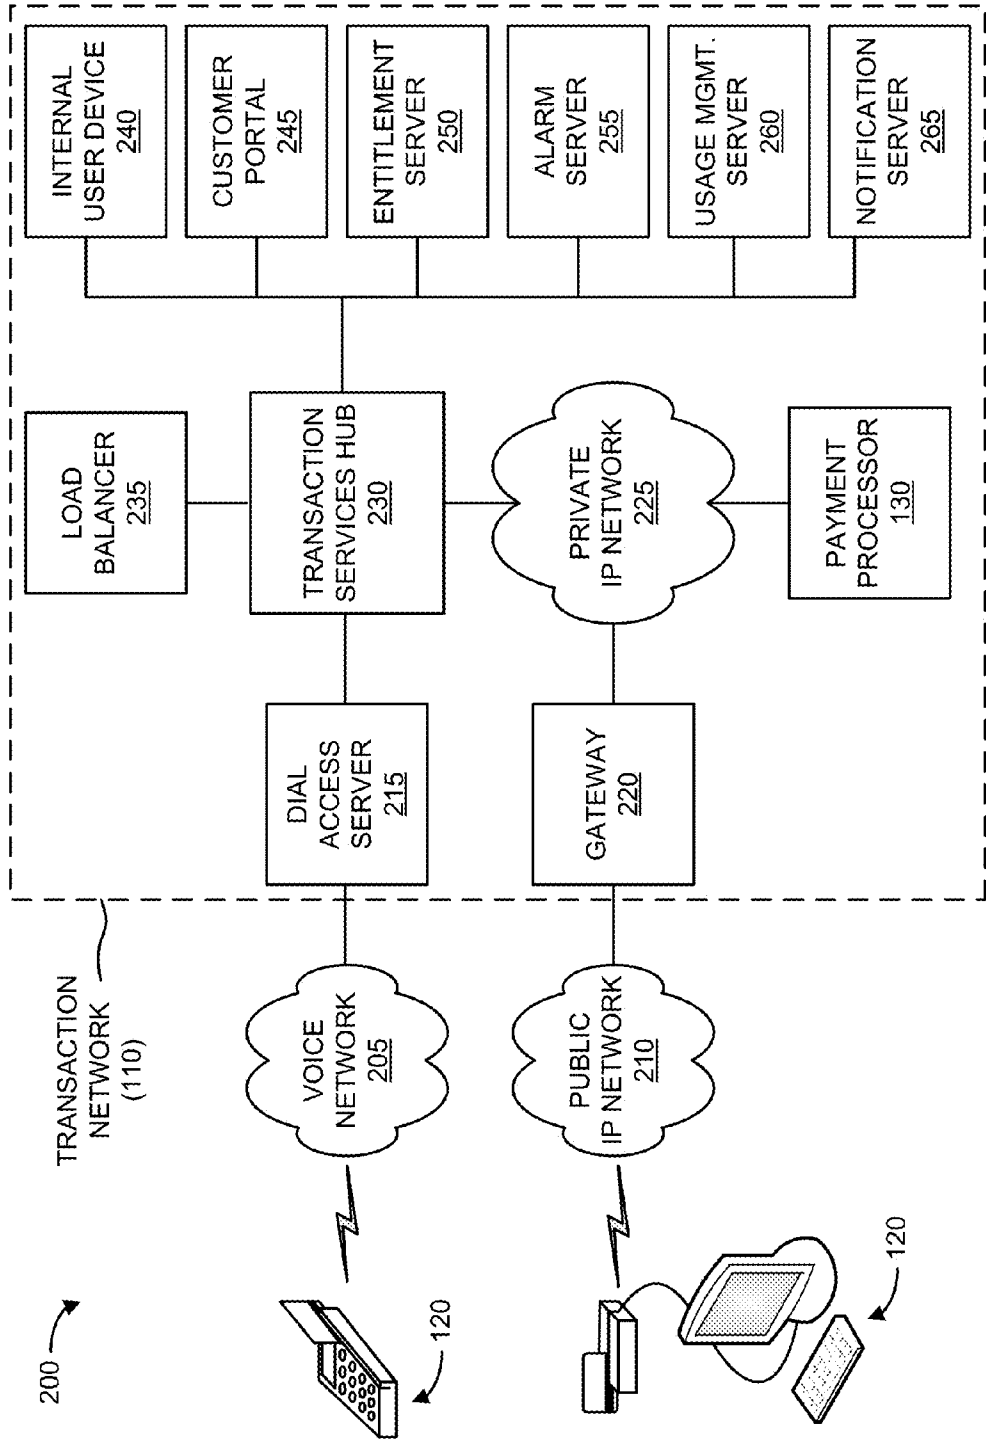 200
TRANSACTION
NETWORK
(110)
120
120
VOICE
NETWORK
205
PUBLIC
IP NETWORK
210
DIAL
ACCESS
SERVER
215
GATEWAY
220
LOAD
BALANCER
235
TRANSACTION
SERVICES HUB
230
PRIVATE
IP NETWORK
225
PAYMENT
PROCESSOR
130
INTERNAL
USER DEVICE
240
CUSTOMER
PORTAL
245
ENTITLEMENT
SERVER
250
ALARM
SERVER
255
USAGE MGMT.
SERVER
260
NOTIFICATION
SERVER
265